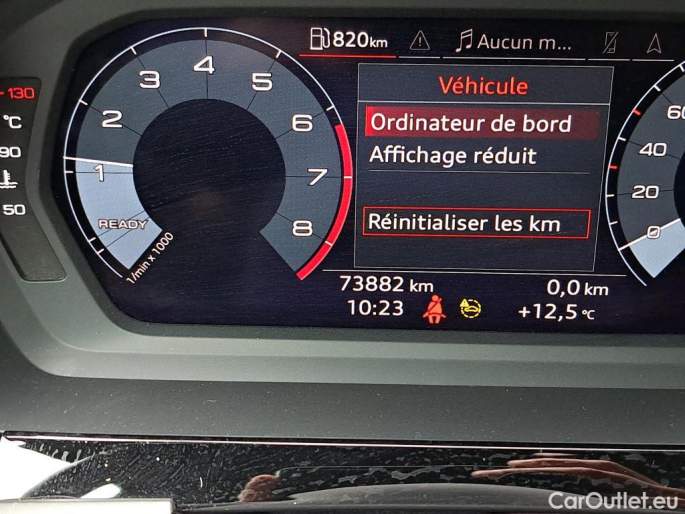 820km
Aucun m...
Véhicule
Ordinateur de bord
Affichage réduit
Réinitialiser les km
130
°C
90
50
1
2
3
4
5
6
7
8
READY
1/min x 1000
60
40
20
0
73882 km
0,0 km
10:23
+12,5 °C
CarOutlet.eu